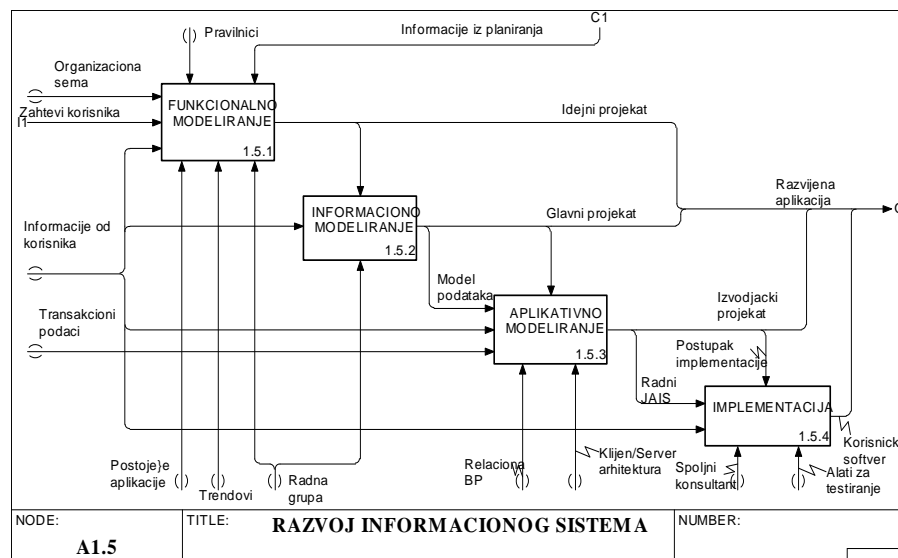 C1
Pravilnici
Informacije iz planiranja
Organizaciona
sema
Zahtevi korisnika
I1
FUNKCIONALNO
MODELIRANJE
1.5.1
Idejni projekat
Razvijena
aplikacija
INFORMACIONO
MODELIRANJE
1.5.2
Glavni projekat
Informacije od
korisnika
Model
podataka
Transakcioni
podaci
APLIKATIVNO
MODELIRANJE
1.5.3
Izvodjacki
projekat
Postupak
implementacije
Radni
JAIS
IMPLEMENTACIJA
1.5.4
Korisnick
softver
Postoje}e
aplikacije
Trendovi
Radna
grupa
Relaciona
BP
Klijen/Server
arhitektura
Spoljni
konsultant
Alati za
testiranje
NODE:
A1.5
TITLE:
RAZVOJ INFORMACIONOG SISTEMA
NUMBER: